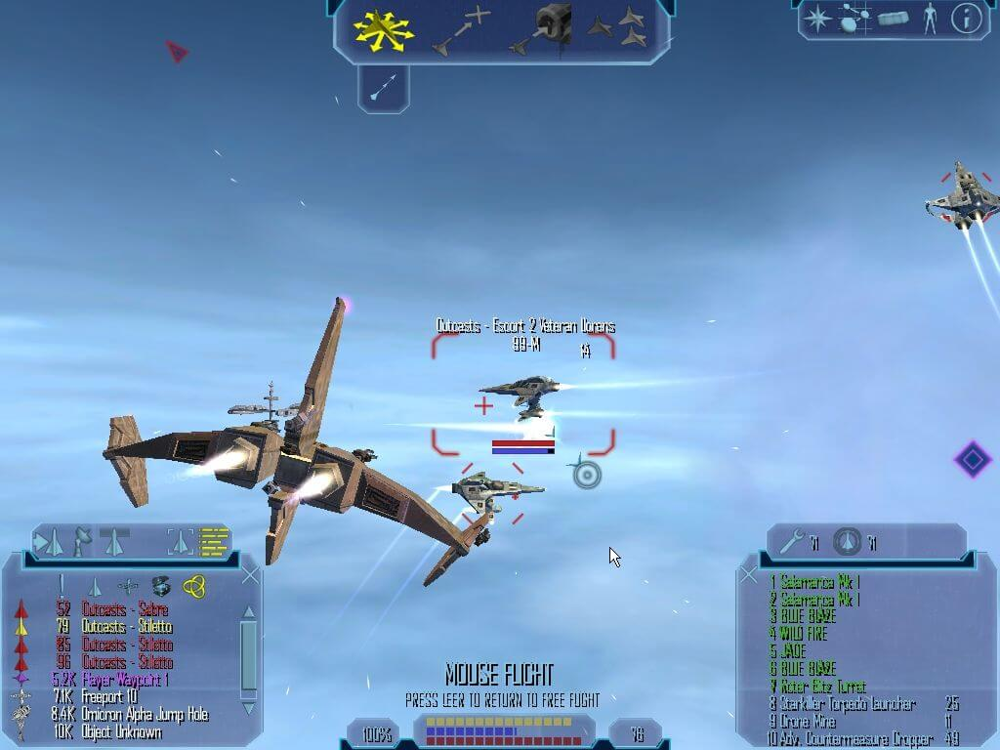 Outcasts - Escort 2 Veteran Dorans
99-M 14
52 Outcasts - Sabre
79 Outcasts - Stiletto
85 Outcasts - Stiletto
96 Outcasts - Stiletto
5.2K Player Waypoint 1
7.1K Freeport 10
8.4K Omicron Alpha Jump Hole
10K Object Unknown
MOUSE FLIGHT
PRESS LEER TO RETURN TO FREE FLIGHT
100%
76
71 71
1 Salamanca Mk I
2 Salamanca Mk I
3 BLUE BLAZE
4 WILD FIRE
5 JADE
6 BLUE BLAZE
7 Roter Blitz Turret
8 Starkiller Torpedo Launcher 25
9 Drone Mine 11
10 Adv. Countermeasure Dropper 49